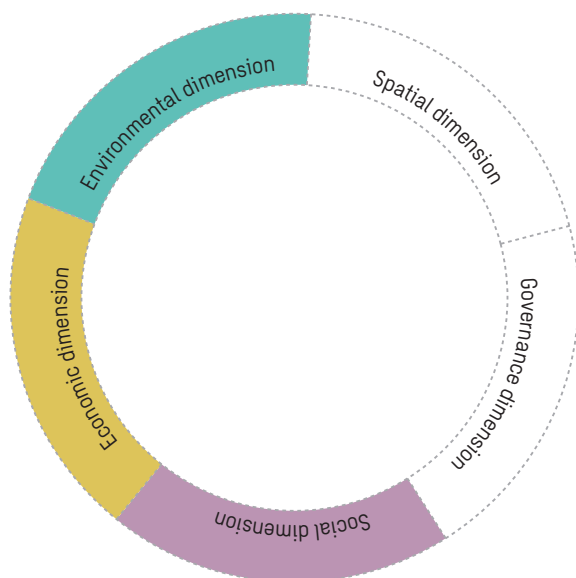 Environmental dimension
Spatial dimension
Governance dimension
Social dimension
Economic dimension